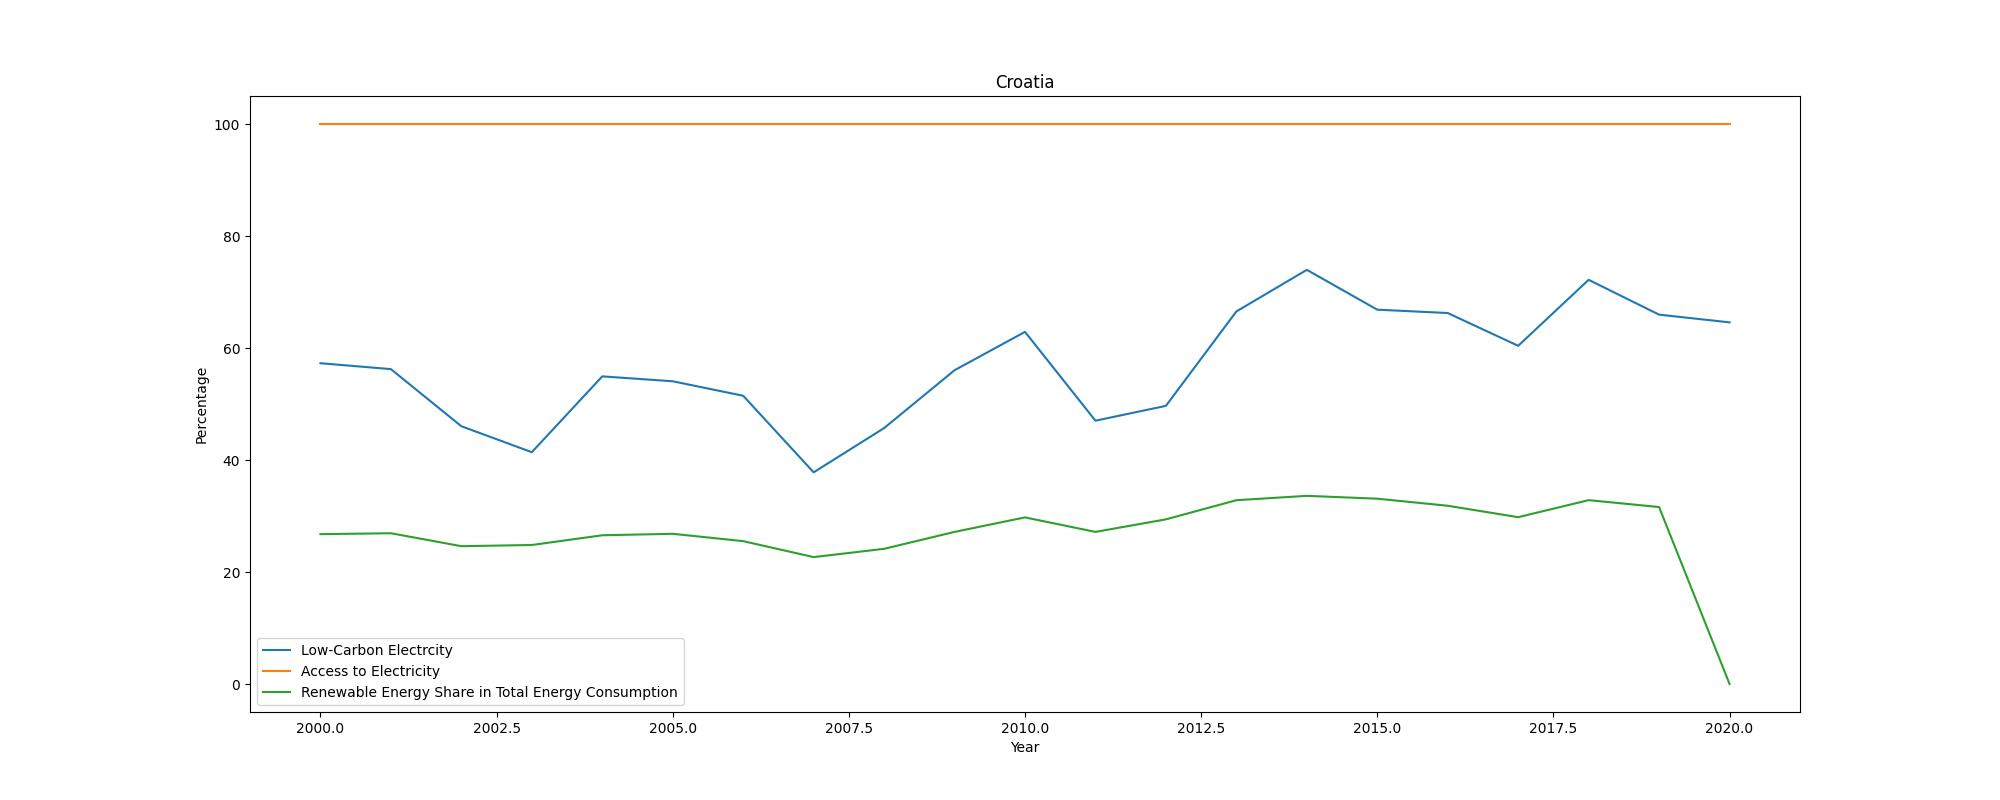 Croatia
100
80
60
40
20
0
Percentage
Low-Carbon Electrcity
Access to Electricity
Renewable Energy Share in Total Energy Consumption
2000.0 2002.5 2005.0 2007.5 2010.0 2012.5 2015.0 2017.5 2020.0
Year